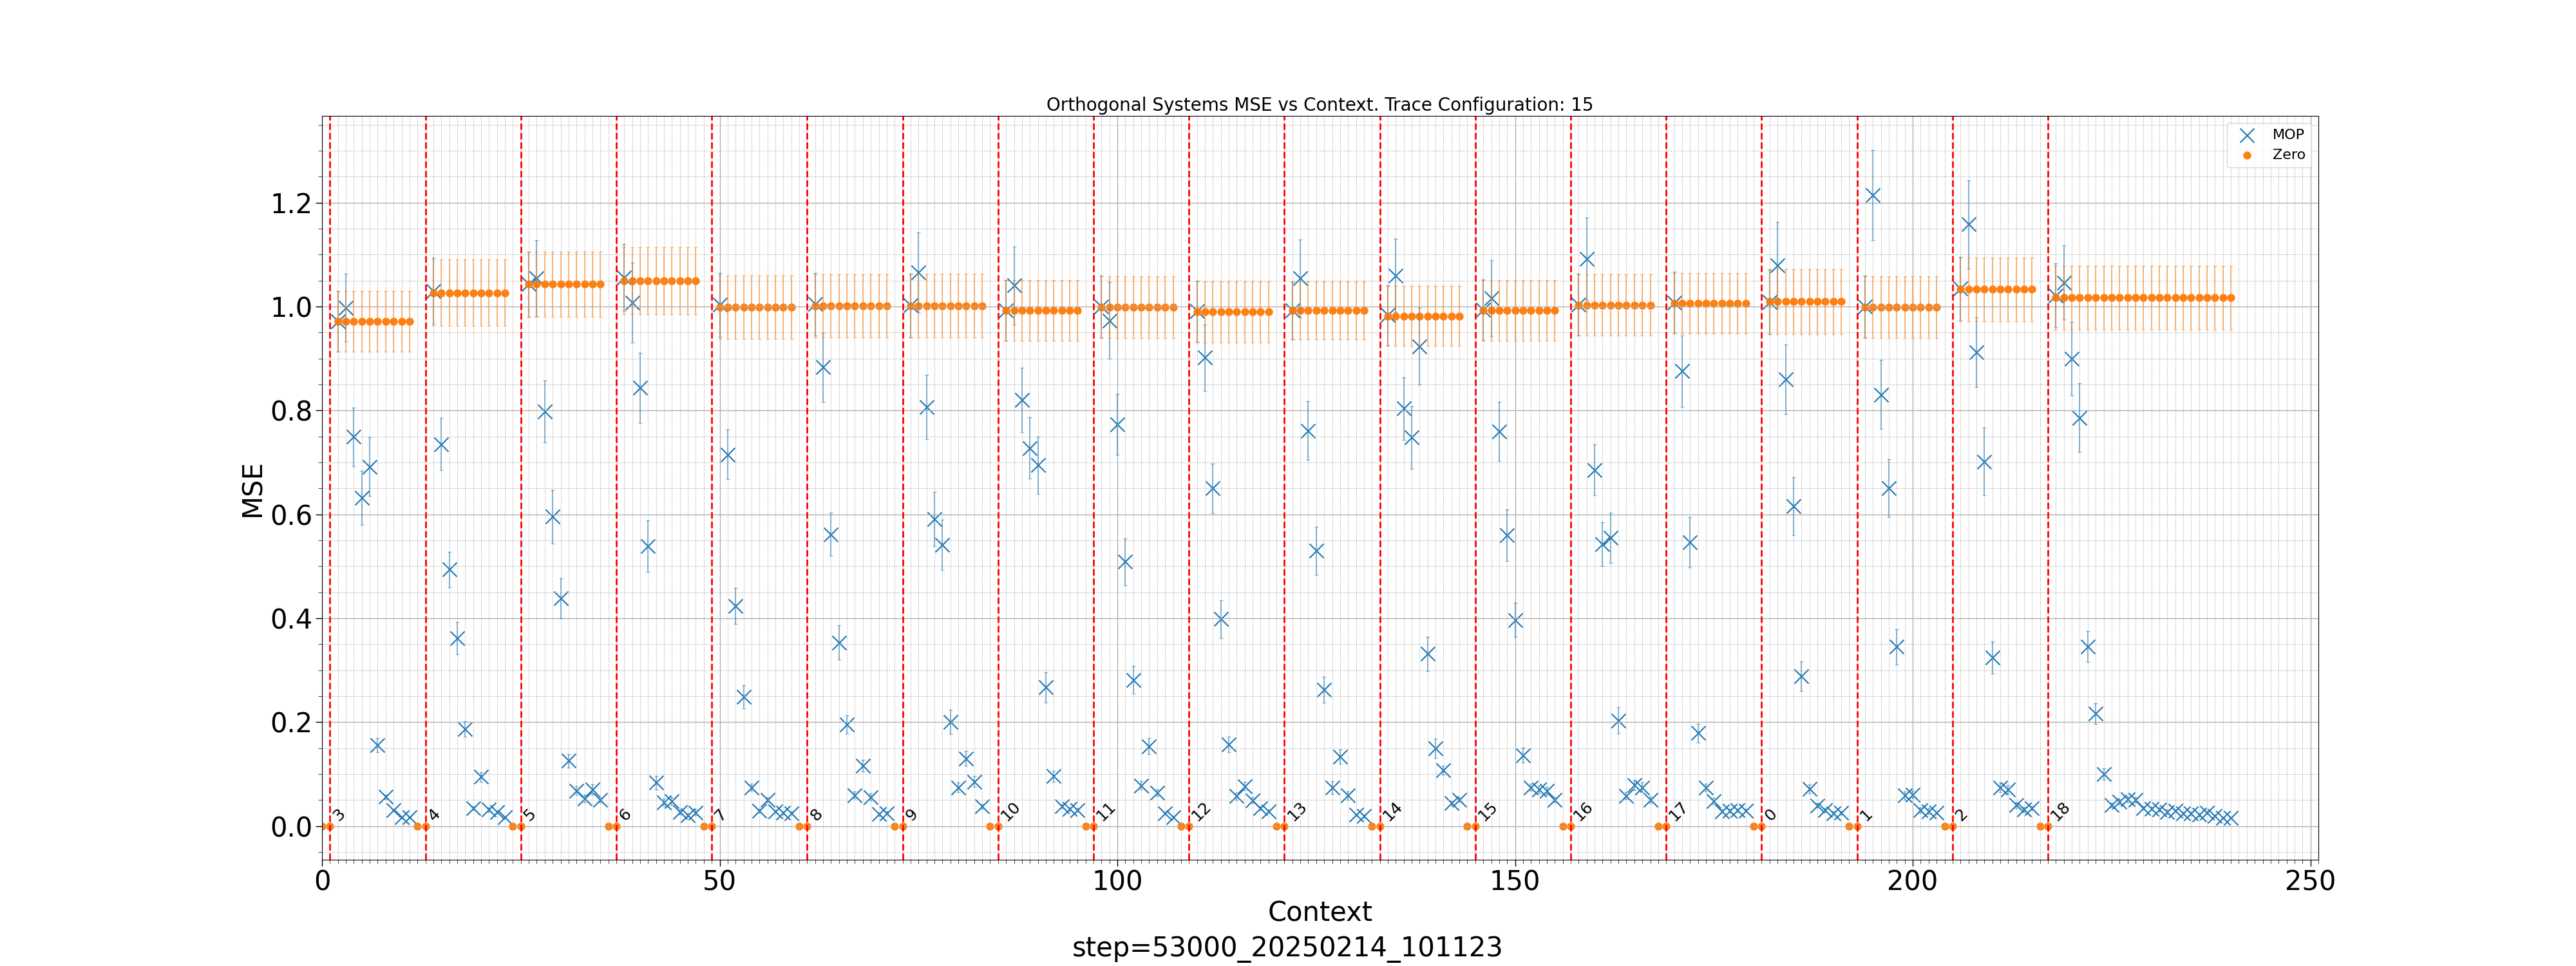 Orthogonal Systems MSE vs Context. Trace Configuration: 15
MOP
Zero
1.2
1.0
0.8
0.6
0.4
0.2
0.0
MSE
3 4 5 6 7 8 9 10 11 12 13 14 15 16 17 0 1 2 18
0 50 100 150 200 250
Context
step=53000_20250214_101123